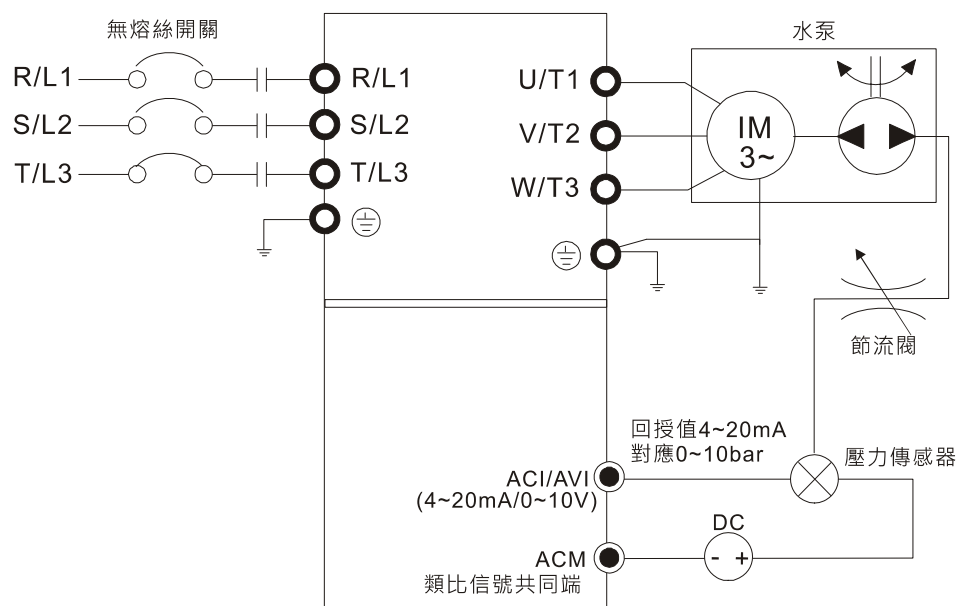 無熔絲開關
R/L1
S/L2
T/L3
R/L1
S/L2
T/L3
U/T1
V/T2
W/T3
水泵
IM
3~
節流閥
回授值4~20mA
對應0~10bar
壓力傳感器
ACI/AVI
(4~20mA/0~10V)
DC
- +
ACM
類比信號共同端